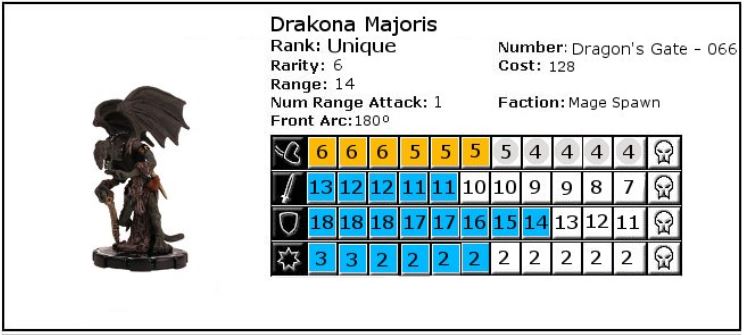 Drakona Majoris
Rank: Unique
Number: Dragon's Gate - 066
Rarity: 6
Cost: 128
Range: 14
Num Range Attack: 1
Faction: Mage Spawn
Front Arc:180º
6 6 6 5 5 5 5 4 4 4 4
13 12 12 11 11 10 10 9 9 8 7
18 18 18 17 17 16 15 14 13 12 11
3 3 2 2 2 2 2 2 2 2 2